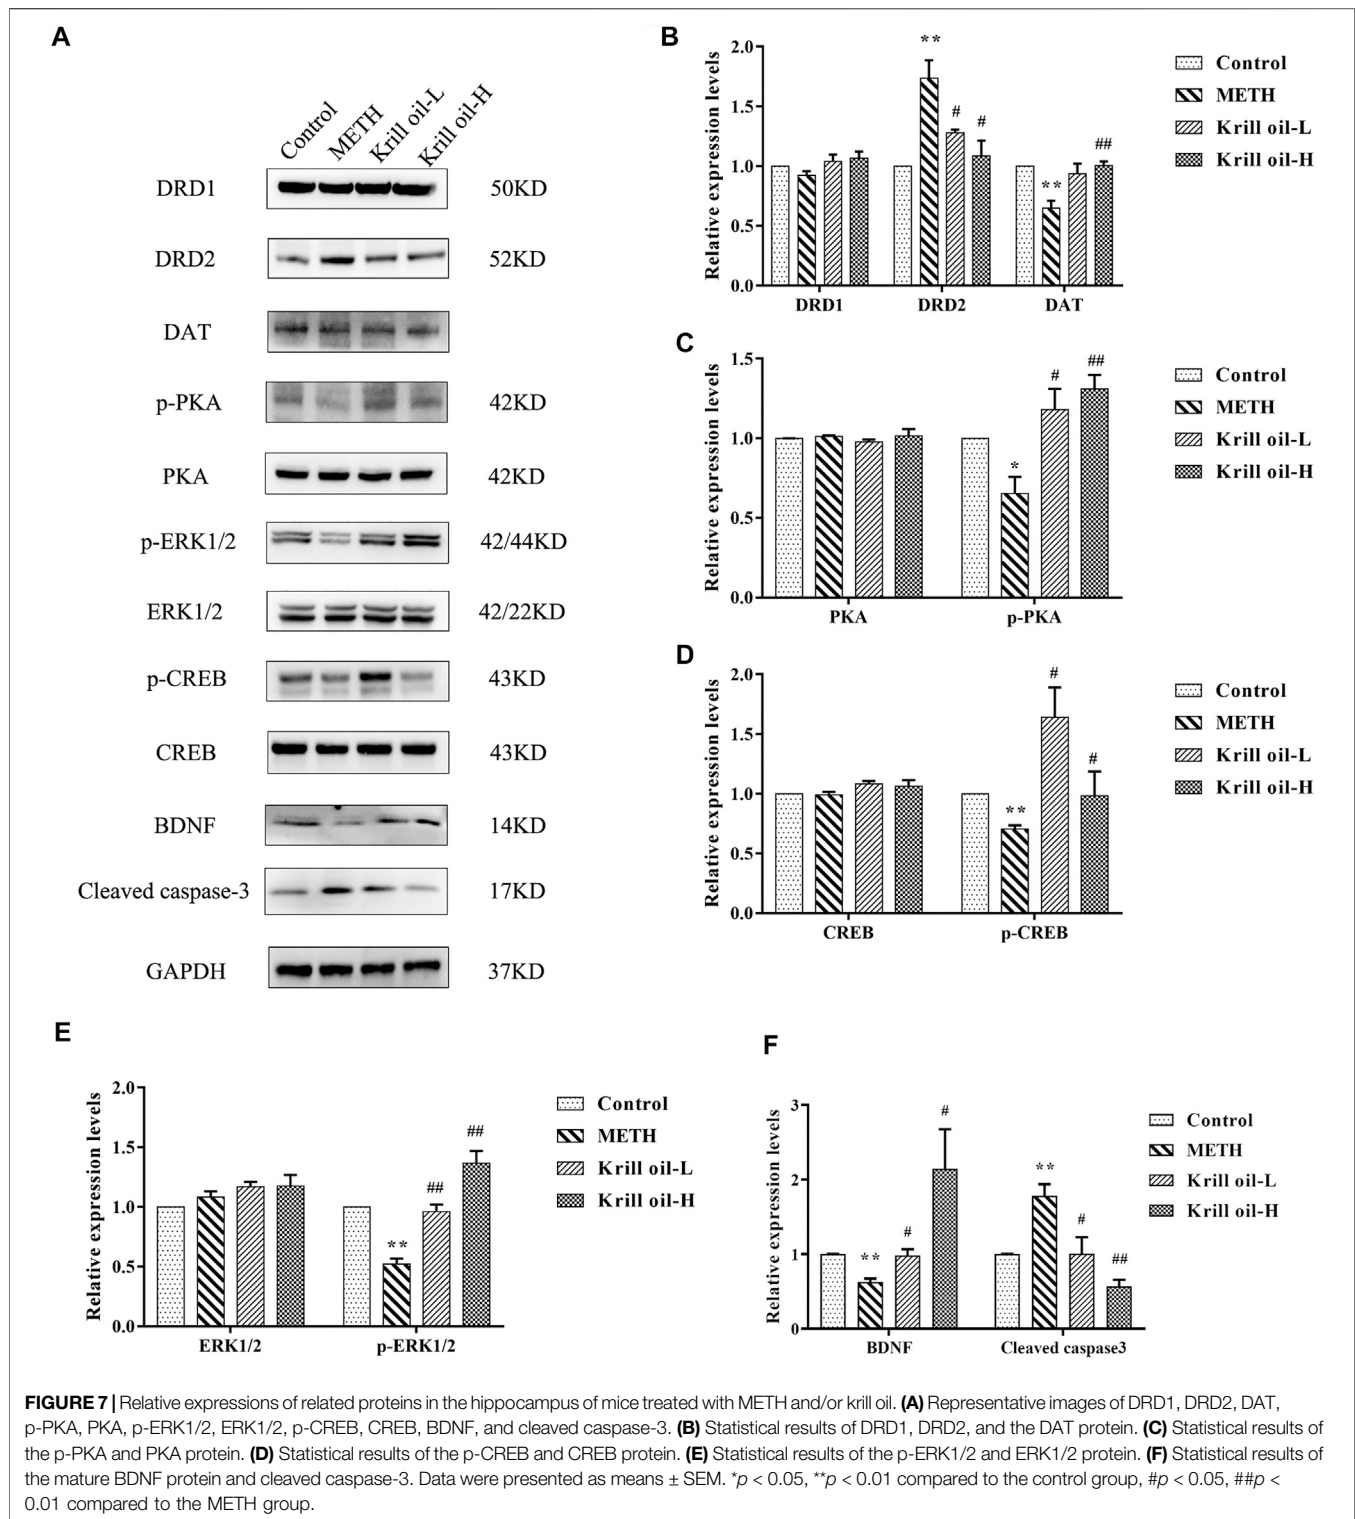 A
Control
METH
Krill oil-L
Krill oil-H
DRD1
50KD
DRD2
52KD
DAT
p-PKA
42KD
PKA
42KD
p-ERK1/2
42/44KD
ERK1/2
42/22KD
p-CREB
43KD
CREB
43KD
BDNF
14KD
Cleaved caspase-3
17KD
GAPDH
37KD
B
Relative expression levels
2.0
1.5
1.0
0.5
0.0
**
#
#
**
##
DRD1
DRD2
DAT
Control
METH
Krill oil-L
Krill oil-H
C
Relative expression levels
1.5
1.0
0.5
0.0
*
#
##
PKA
p-PKA
Control
METH
Krill oil-L
Krill oil-H
D
Relative expression levels
2.0
1.5
1.0
0.5
0.0
**
#
#
CREB
p-CREB
Control
METH
Krill oil-L
Krill oil-H
E
Relative expression levels
2.0
1.5
1.0
0.5
0.0
**
##
##
ERK1/2
p-ERK1/2
Control
METH
Krill oil-L
Krill oil-H
F
Relative expression levels
3
2
1
0
**
#
#
**
#
##
BDNF
Cleaved caspase3
Control
METH
Krill oil-L
Krill oil-H
FIGURE 7 | Relative expressions of related proteins in the hippocampus of mice treated with METH and/or krill oil. (A) Representative images of DRD1, DRD2, DAT,
p-PKA, PKA, p-ERK1/2, ERK1/2, p-CREB, CREB, BDNF, and cleaved caspase-3. (B) Statistical results of DRD1, DRD2, and the DAT protein. (C) Statistical results of
the p-PKA and PKA protein. (D) Statistical results of the p-CREB and CREB protein. (E) Statistical results of the p-ERK1/2 and ERK1/2 protein. (F) Statistical results of
the mature BDNF protein and cleaved caspase-3. Data were presented as means ± SEM. *p < 0.05, **p < 0.01 compared to the control group, #p < 0.05, ##p <
0.01 compared to the METH group.